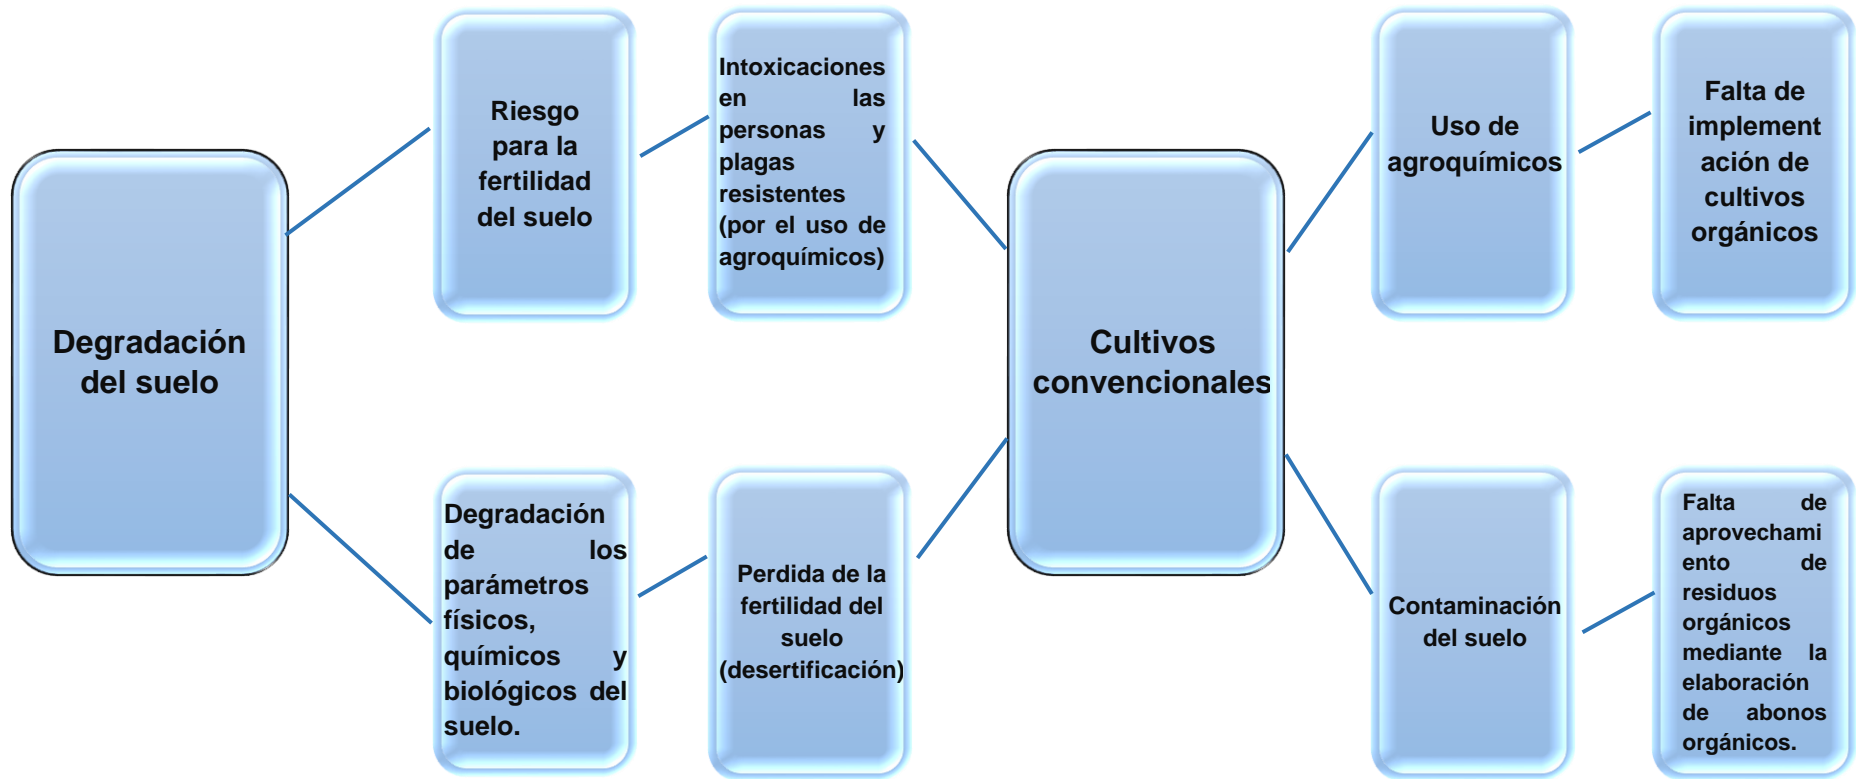 Degradación
del suelo
Riesgo
para la
fertilidad
del suelo
Intoxicaciones
en las
personas y
plagas
resistentes
(por el uso de
agroquímicos)
Degradación
de los
parámetros
físicos,
químicos y
biológicos del
suelo.
Perdida de la
fertilidad del
suelo
(desertificación)
Cultivos
convencionales
Uso de
agroquímicos
Falta de
implement
ación de
cultivos
orgánicos
Contaminación
del suelo
Falta de
aprovechami
ento de
residuos
orgánicos
mediante la
elaboración
de abonos
orgánicos.